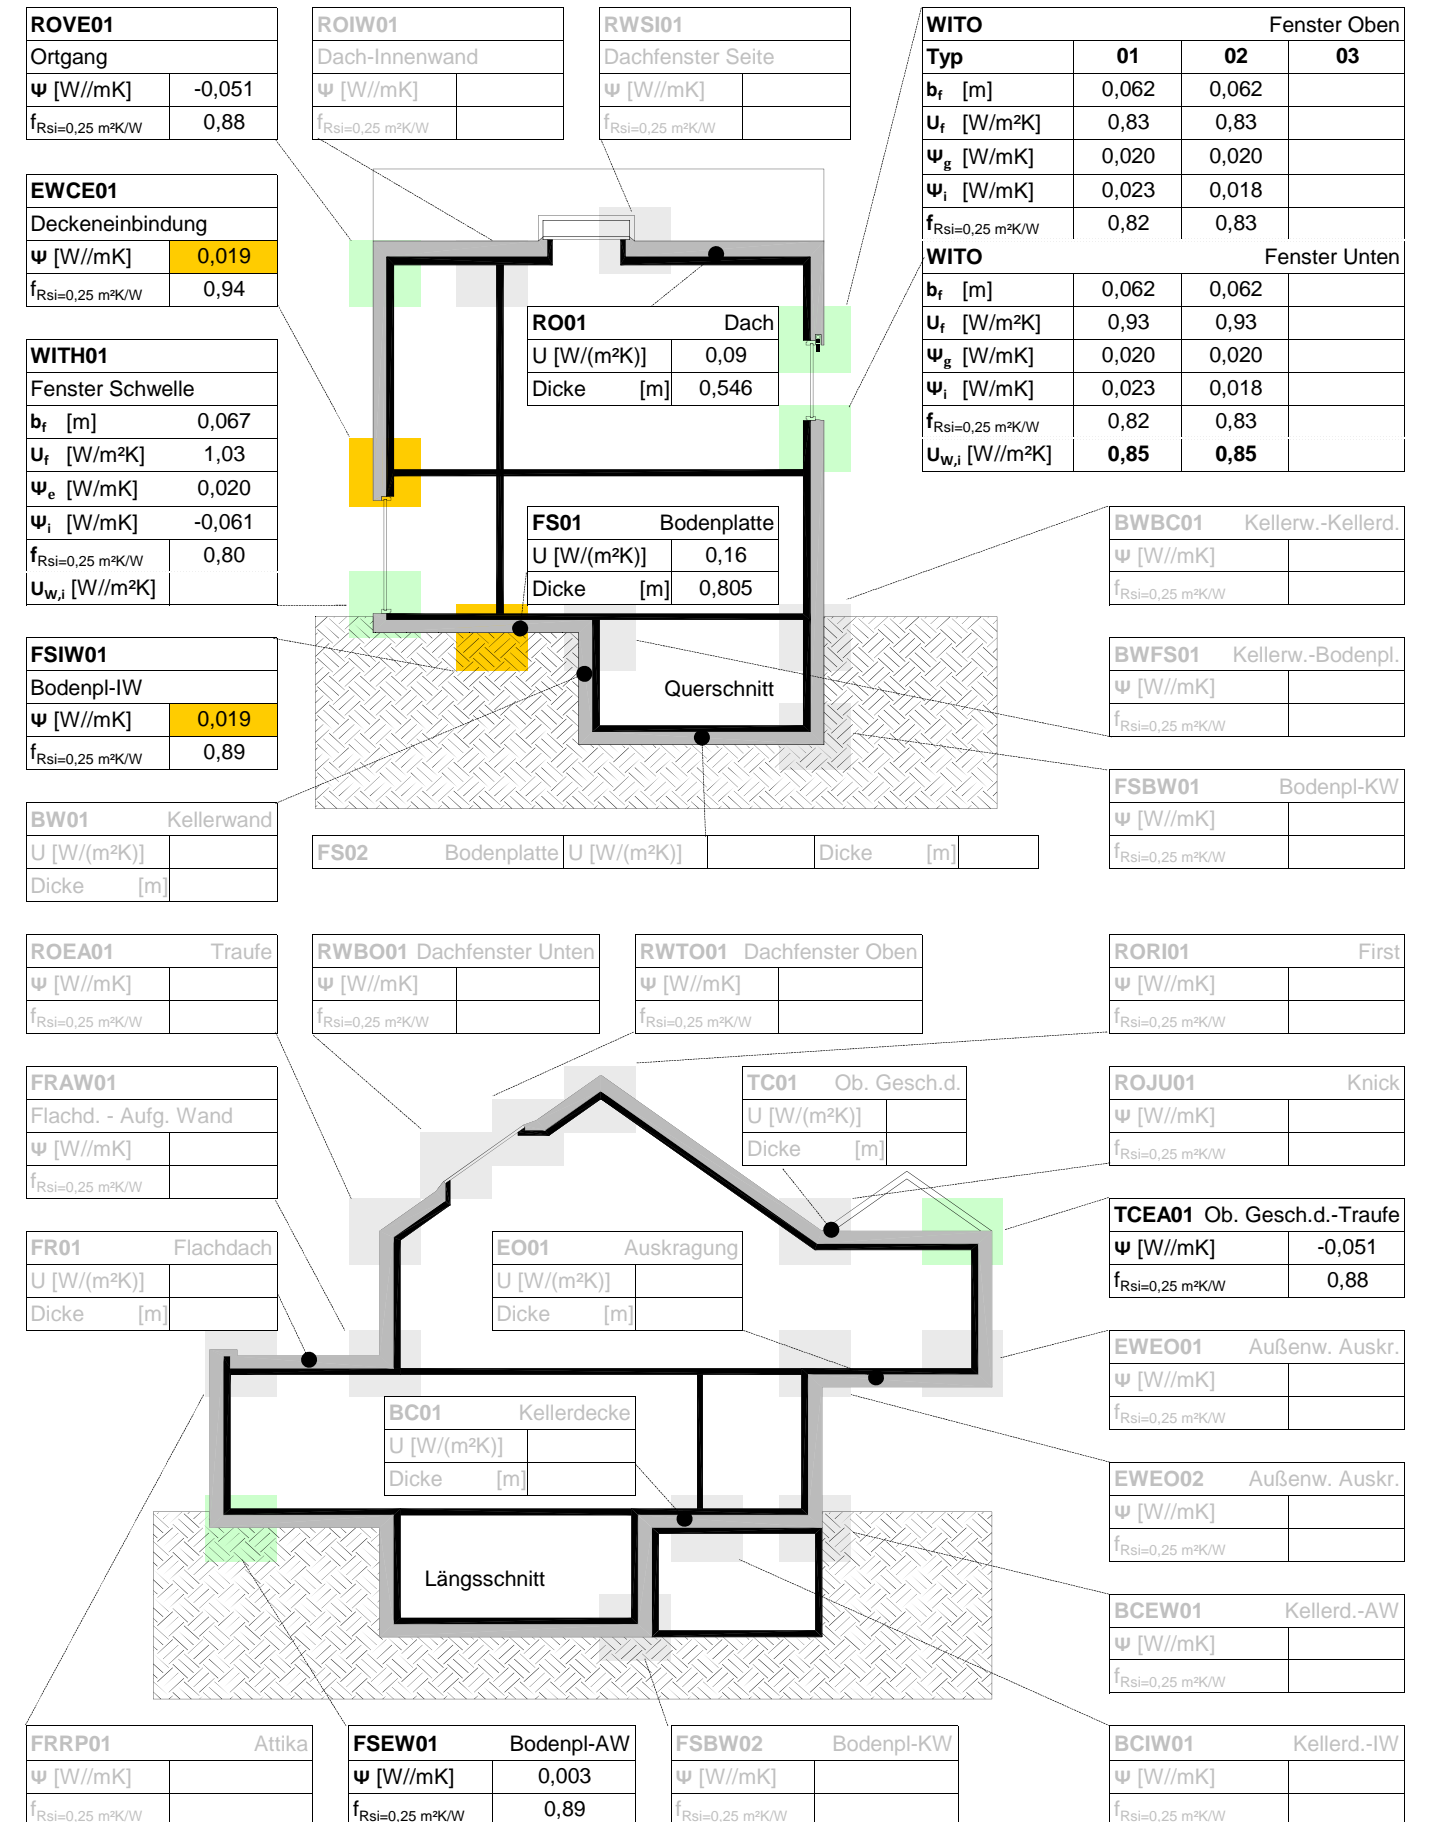 ROVE01
Ortgang
Ψ [W//mK] -0,051
fRsi=0,25 m²K/W 0,88
ROIW01
Dach-Innenwand
Ψ [W//mK]
fRsi=0,25 m²K/W
RWSI01
Dachfenster Seite
Ψ [W//mK]
fRsi=0,25 m²K/W
WITO Fenster Oben
Typ 01 02 03
bf [m] 0,062 0,062
Uf [W/m²K] 0,83 0,83
Ψg [W/mK] 0,020 0,020
Ψi [W/mK] 0,023 0,018
fRsi=0,25 m²K/W 0,82 0,83
WITO Fenster Unten
bf [m] 0,062 0,062
Uf [W/m²K] 0,93 0,93
Ψg [W/mK] 0,020 0,020
Ψi [W/mK] 0,023 0,018
fRsi=0,25 m²K/W 0,82 0,83
UW,i [W//m²K] 0,85 0,85
EWCE01
Deckeneinbindung
Ψ [W//mK] 0,019
fRsi=0,25 m²K/W 0,94
RO01 Dach
U [W/(m²K)] 0,09
Dicke [m] 0,546
WITH01
Fenster Schwelle
bf [m] 0,067
Uf [W/m²K] 1,03
Ψe [W/mK] 0,020
Ψi [W/mK] -0,061
fRsi=0,25 m²K/W 0,80
UW,i [W//m²K]
FS01 Bodenplatte
U [W/(m²K)] 0,16
Dicke [m] 0,805
BWBC01 Kellerw.-Kellerd.
Ψ [W//mK]
fRsi=0,25 m²K/W
FSIW01
Bodenpl-IW
Ψ [W//mK] 0,019
fRsi=0,25 m²K/W 0,89
Querschnitt
BWFS01 Kellerw.-Bodenpl.
Ψ [W//mK]
fRsi=0,25 m²K/W
FSBW01 Bodenpl-KW
Ψ [W//mK]
fRsi=0,25 m²K/W
BW01 Kellerwand
U [W/(m²K)]
Dicke [m]
FS02 Bodenplatte U [W/(m²K)] Dicke [m]
ROEA01 Traufe
Ψ [W//mK]
fRsi=0,25 m²K/W
RWBO01 Dachfenster Unten
Ψ [W//mK]
fRsi=0,25 m²K/W
RWTO01 Dachfenster Oben
Ψ [W//mK]
fRsi=0,25 m²K/W
RORI01 First
Ψ [W//mK]
fRsi=0,25 m²K/W
FRAW01
Flachd. - Aufg. Wand
Ψ [W//mK]
fRsi=0,25 m²K/W
TC01 Ob. Gesch.d.
U [W/(m²K)]
Dicke [m]
ROJU01 Knick
Ψ [W//mK]
fRsi=0,25 m²K/W
TCEA01 Ob. Gesch.d.-Traufe
Ψ [W//mK] -0,051
fRsi=0,25 m²K/W 0,88
FR01 Flachdach
U [W/(m²K)]
Dicke [m]
EO01 Auskragung
U [W/(m²K)]
Dicke [m]
EWEO01 Außenw. Auskr.
Ψ [W//mK]
fRsi=0,25 m²K/W
BC01 Kellerdecke
U [W/(m²K)]
Dicke [m]
EWEO02 Außenw. Auskr.
Ψ [W//mK]
fRsi=0,25 m²K/W
Längsschnitt
BCEW01 Kellerd.-AW
Ψ [W//mK]
fRsi=0,25 m²K/W
FRRP01 Attika
Ψ [W//mK]
fRsi=0,25 m²K/W
FSEW01 Bodenpl-AW
Ψ [W//mK] 0,003
fRsi=0,25 m²K/W 0,89
FSBW02 Bodenpl-KW
Ψ [W//mK]
fRsi=0,25 m²K/W
BCIW01 Kellerd.-IW
Ψ [W//mK]
fRsi=0,25 m²K/W